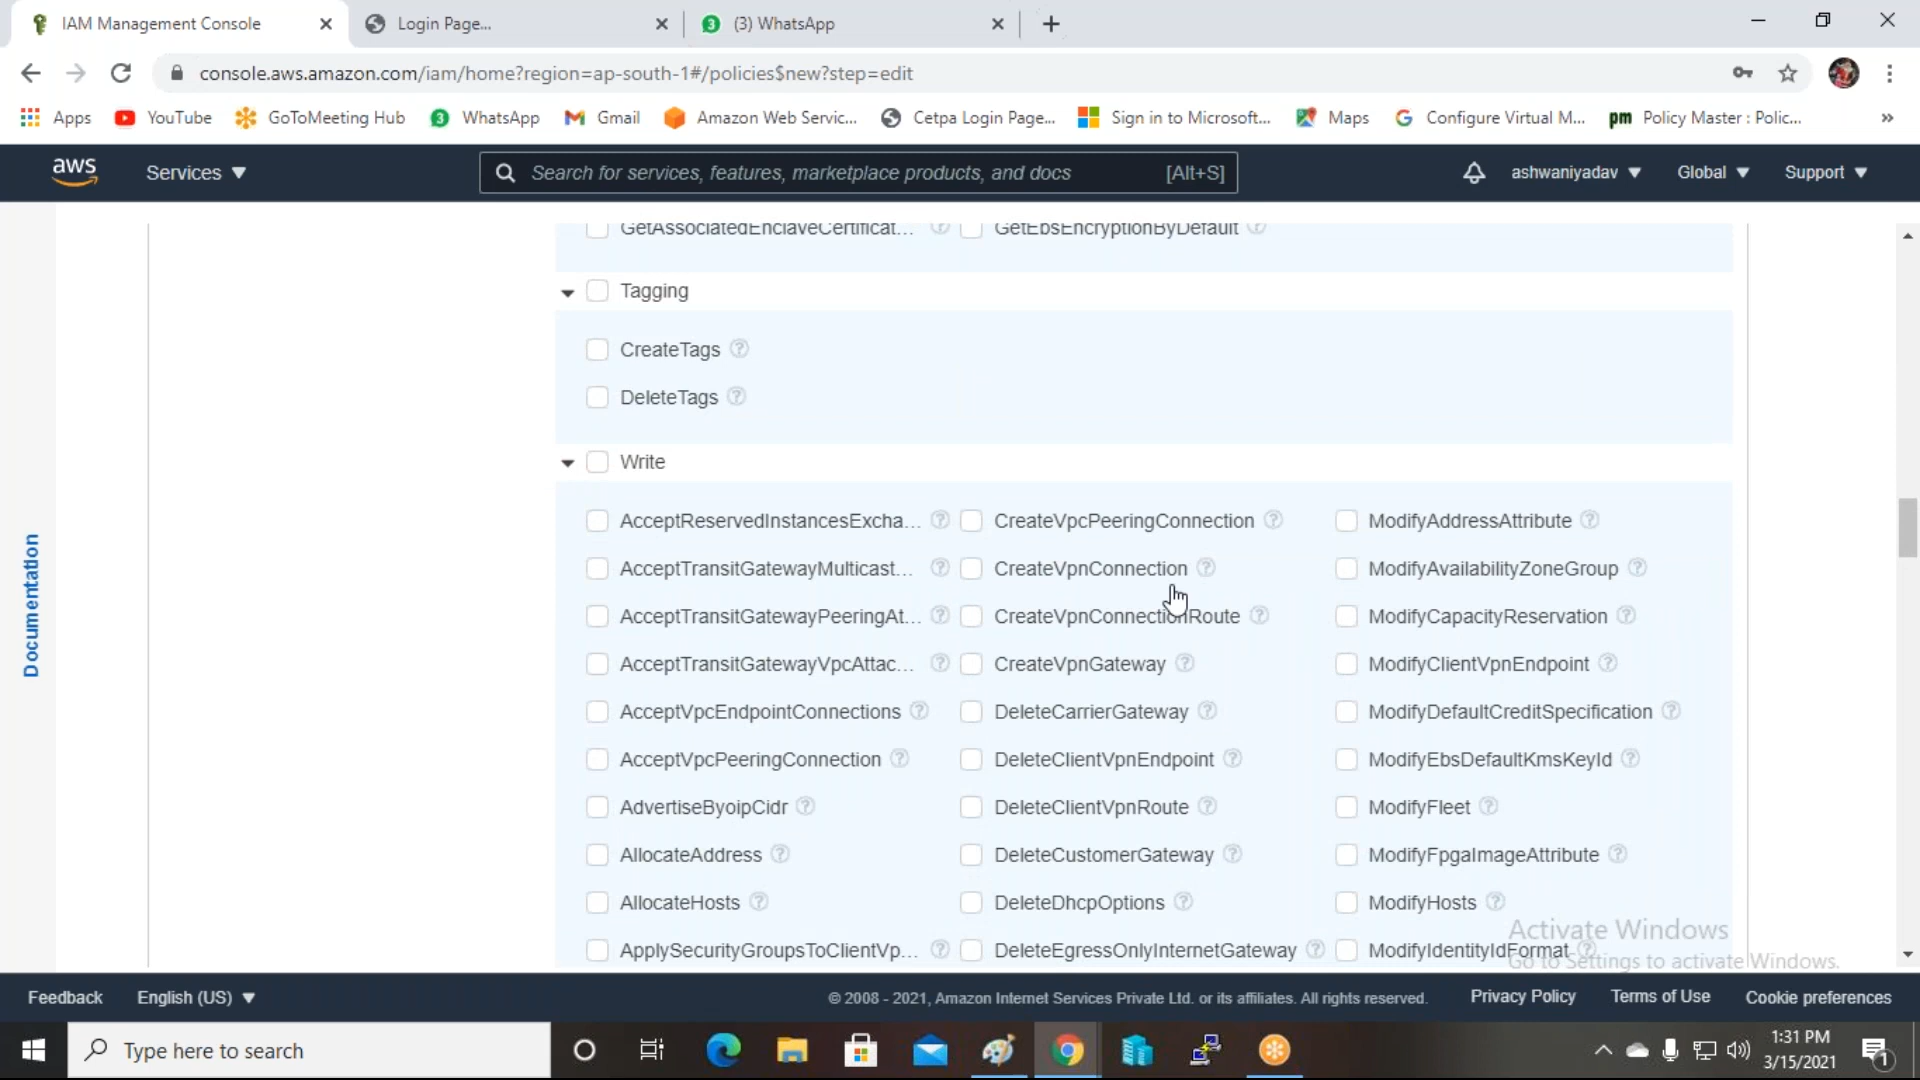 IAM Management Console
Login Page...
3 (3) WhatsApp
console.aws.amazon.com/iam/home?region=ap-south-1#/policies$new?step=edit
Apps YouTube GoToMeeting Hub 3 WhatsApp Gmail Amazon Web Servic... Cetpa Login Page... Sign in to Microsoft... Maps Configure Virtual M... pm Policy Master : Polic... »
aws Services Search for services, features, marketplace products, and docs [Alt+S] ashwaniyadav Global Support
GetAssociatedEnclaveCertificat... GetEbsEncryptionByDefault
Tagging
CreateTags
DeleteTags
Write
AcceptReservedInstancesExcha... CreateVpcPeeringConnection ModifyAddressAttribute
AcceptTransitGatewayMulticast... CreateVpnConnection ModifyAvailabilityZoneGroup
AcceptTransitGatewayPeeringAt... CreateVpnConnectionRoute ModifyCapacityReservation
AcceptTransitGatewayVpcAttac... CreateVpnGateway ModifyClientVpnEndpoint
AcceptVpcEndpointConnections DeleteCarrierGateway ModifyDefaultCreditSpecification
AcceptVpcPeeringConnection DeleteClientVpnEndpoint ModifyEbsDefaultKmsKeyId
AdvertiseByoipCidr DeleteClientVpnRoute ModifyFleet
AllocateAddress DeleteCustomerGateway ModifyFpgaImageAttribute
AllocateHosts DeleteDhcpOptions ModifyHosts
ApplySecurityGroupsToClientVp... DeleteEgressOnlyInternetGateway ModifyIdentityIdFormat
Documentation
Activate Windows
Go to Settings to activate Windows.
Feedback English (US) © 2008 - 2021, Amazon Internet Services Private Ltd. or its affiliates. All rights reserved. Privacy Policy Terms of Use Cookie preferences
Type here to search
1:31 PM
3/15/2021
1